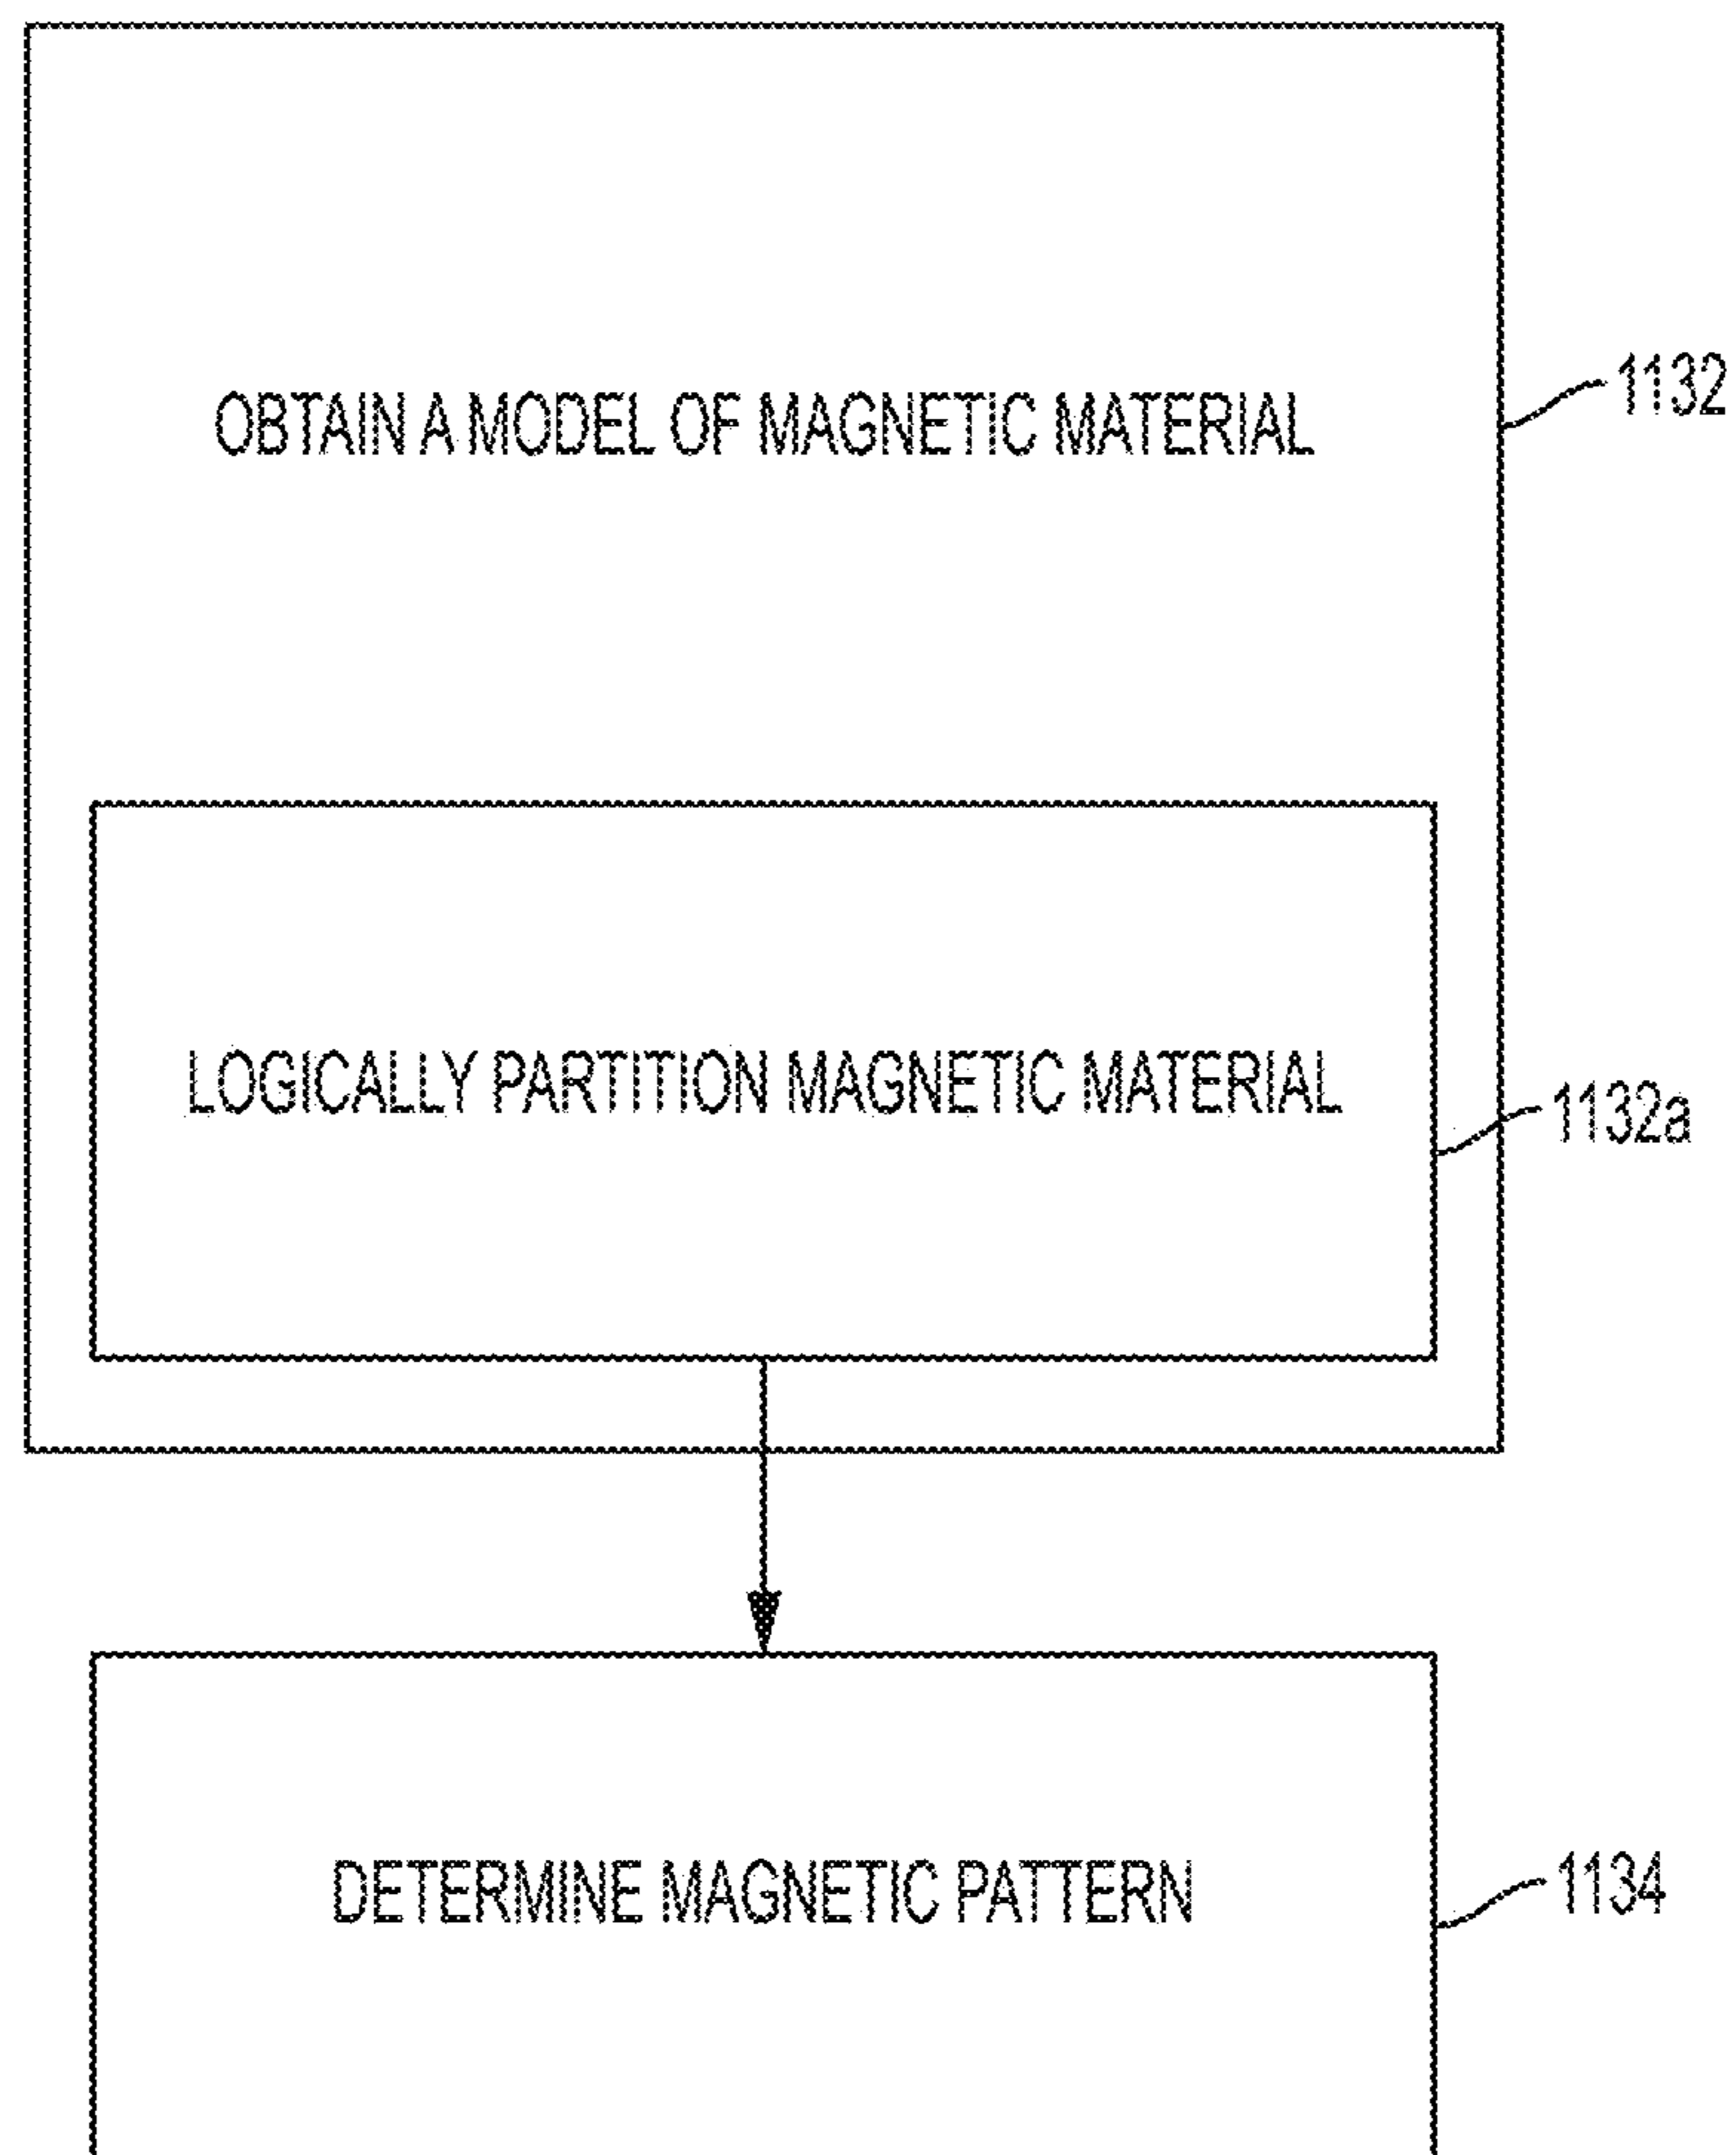 OBTAIN A MODEL OF MAGNETIC MATERIAL
1132
LOGICALLY PARTITION MAGNETIC MATERIAL
1132a
DETERMINE MAGNETIC PATTERN
1134